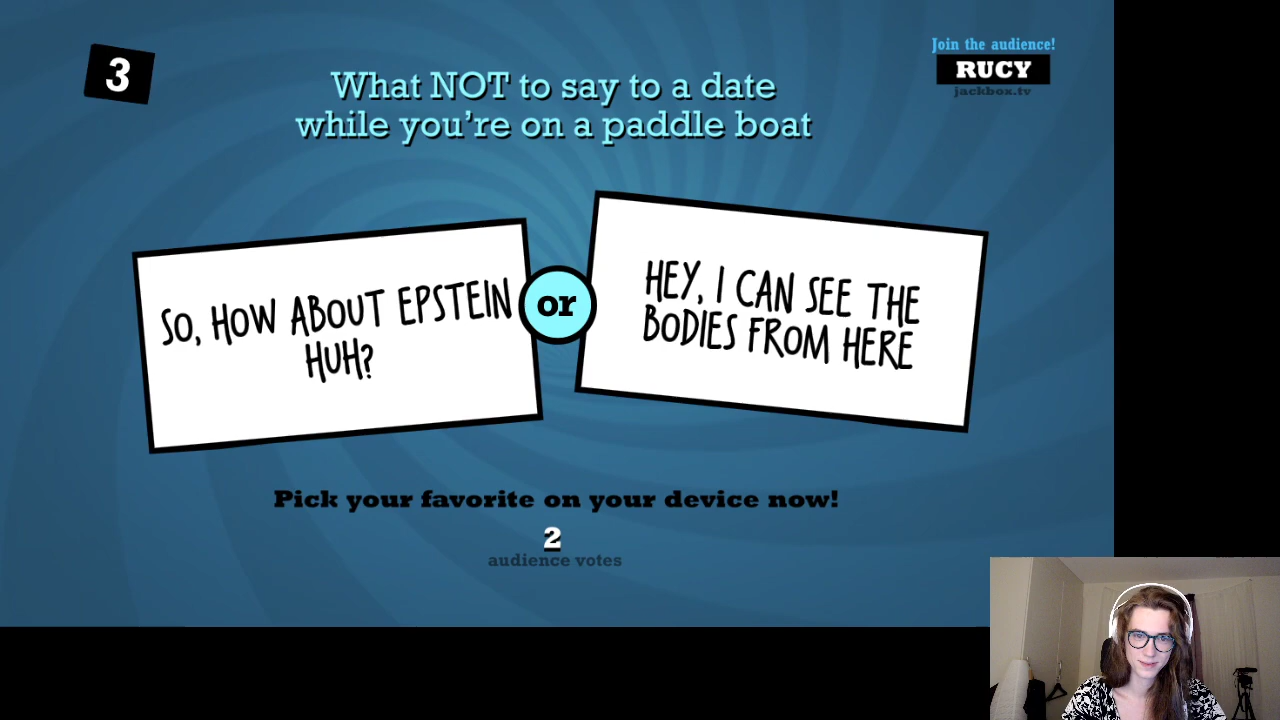 3
Join the audience!
RUCY
jackbox.tv
What NOT to say to a date
while you're on a paddle boat
SO, HOW ABOUT EPSTEIN
HUH?
or
HEY, I CAN SEE THE
BODIES FROM HERE
Pick your favorite on your device now!
2
audience votes